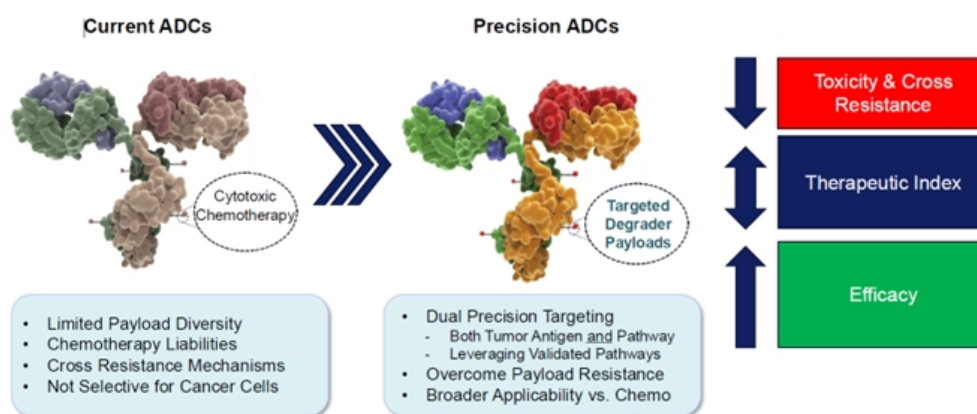 Current ADCs
Precision ADCs
Cytotoxic
Chemotherapy
Targeted
Degrader
Payloads
Toxicity & Cross
Resistance
Therapeutic Index
Efficacy
• Limited Payload Diversity
• Chemotherapy Liabilities
• Cross Resistance Mechanisms
• Not Selective for Cancer Cells
• Dual Precision Targeting
- Both Tumor Antigen and Pathway
- Leveraging Validated Pathways
• Overcome Payload Resistance
• Broader Applicability vs. Chemo